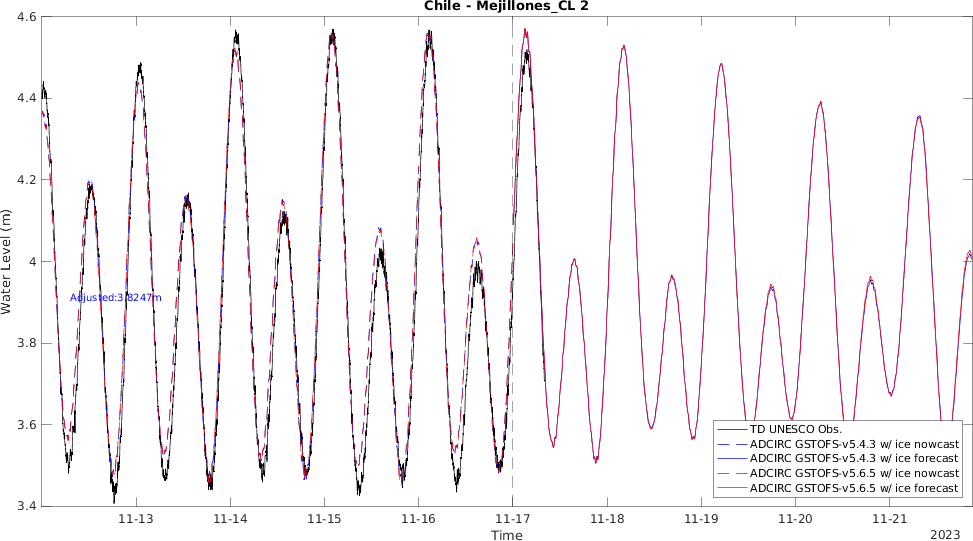 Chile - Mejillones_CL 2
4.6
4.4
4.2
4
3.8
3.6
3.4
Water Level (m)
Adjusted:3.8247m
TD UNESCO Obs.
ADCIRC GSTOFS-v5.4.3 w/ ice nowcast
ADCIRC GSTOFS-v5.4.3 w/ ice forecast
ADCIRC GSTOFS-v5.6.5 w/ ice nowcast
ADCIRC GSTOFS-v5.6.5 w/ ice forecast
11-13 11-14 11-15 11-16 11-17 11-18 11-19 11-20 11-21
Time
2023